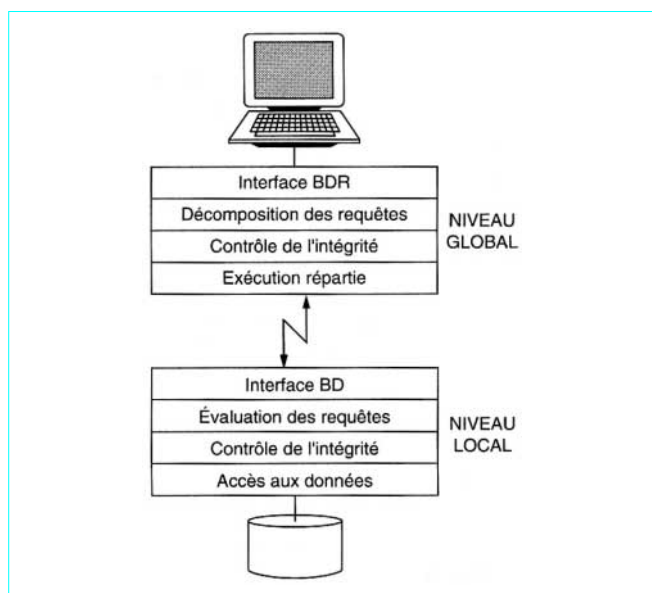 Interface BDR
Décomposition des requêtes
Contrôle de l'intégrité
Exécution répartie
NIVEAU
GLOBAL
Interface BD
Évaluation des requêtes
Contrôle de l'intégrité
Accès aux données
NIVEAU
LOCAL